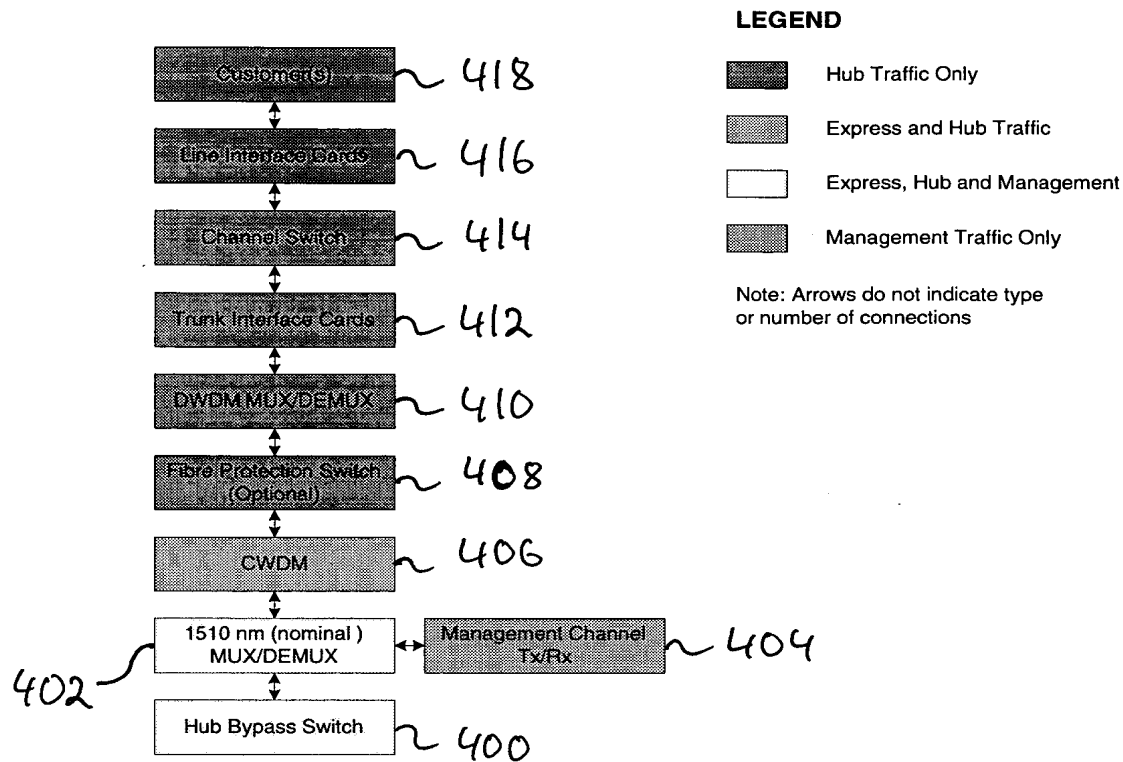 LEGEND
Customer(s)
418
Hub Traffic Only
Line Interface Cards
416
Express and Hub Traffic
Express, Hub and Management
Channel Switch
414
Management Traffic Only
Trunk Interface Cards
412
Note: Arrows do not indicate type
or number of connections
DWDM MUX/DEMUX
410
Fibre Protection Switch
(Optional)
408
CWDM
406
1510 nm (nominal )
MUX/DEMUX
402
Management Channel
Tx/Rx
404
Hub Bypass Switch
400